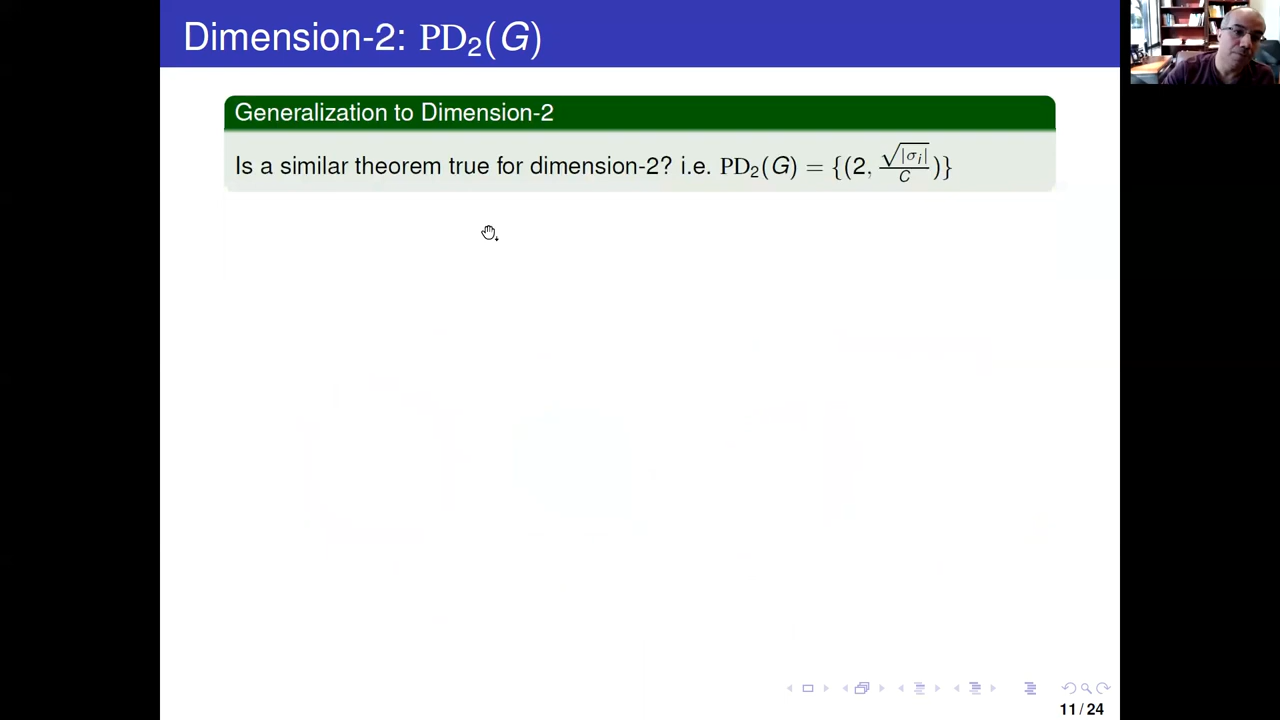 Dimension-2: PD₂(G)
Generalization to Dimension-2
Is a similar theorem true for dimension-2? i.e. PD₂(G) = {(2, √|σᵢ|/C)}
11 / 24